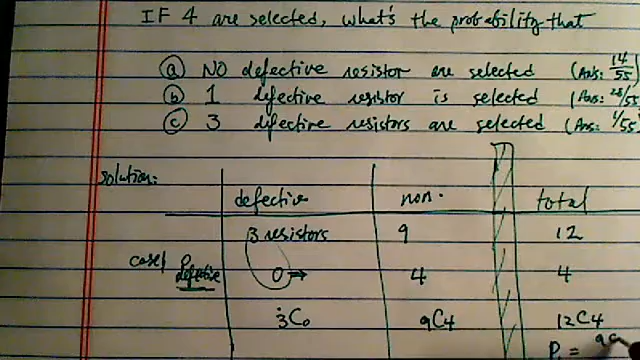 IF 4 are selected, what's the probability that
(a) NO defective resistor are selected (Ans: 14/55)
(b) 1 defective resistor is selected (Ans: 28/55
(c) 3 defective resistors are selected (Ans: 1/55
solution:
defective non. total
3 resistors 9 12
case1 0 4 4
defective
3C0 9C4 12C4
P =